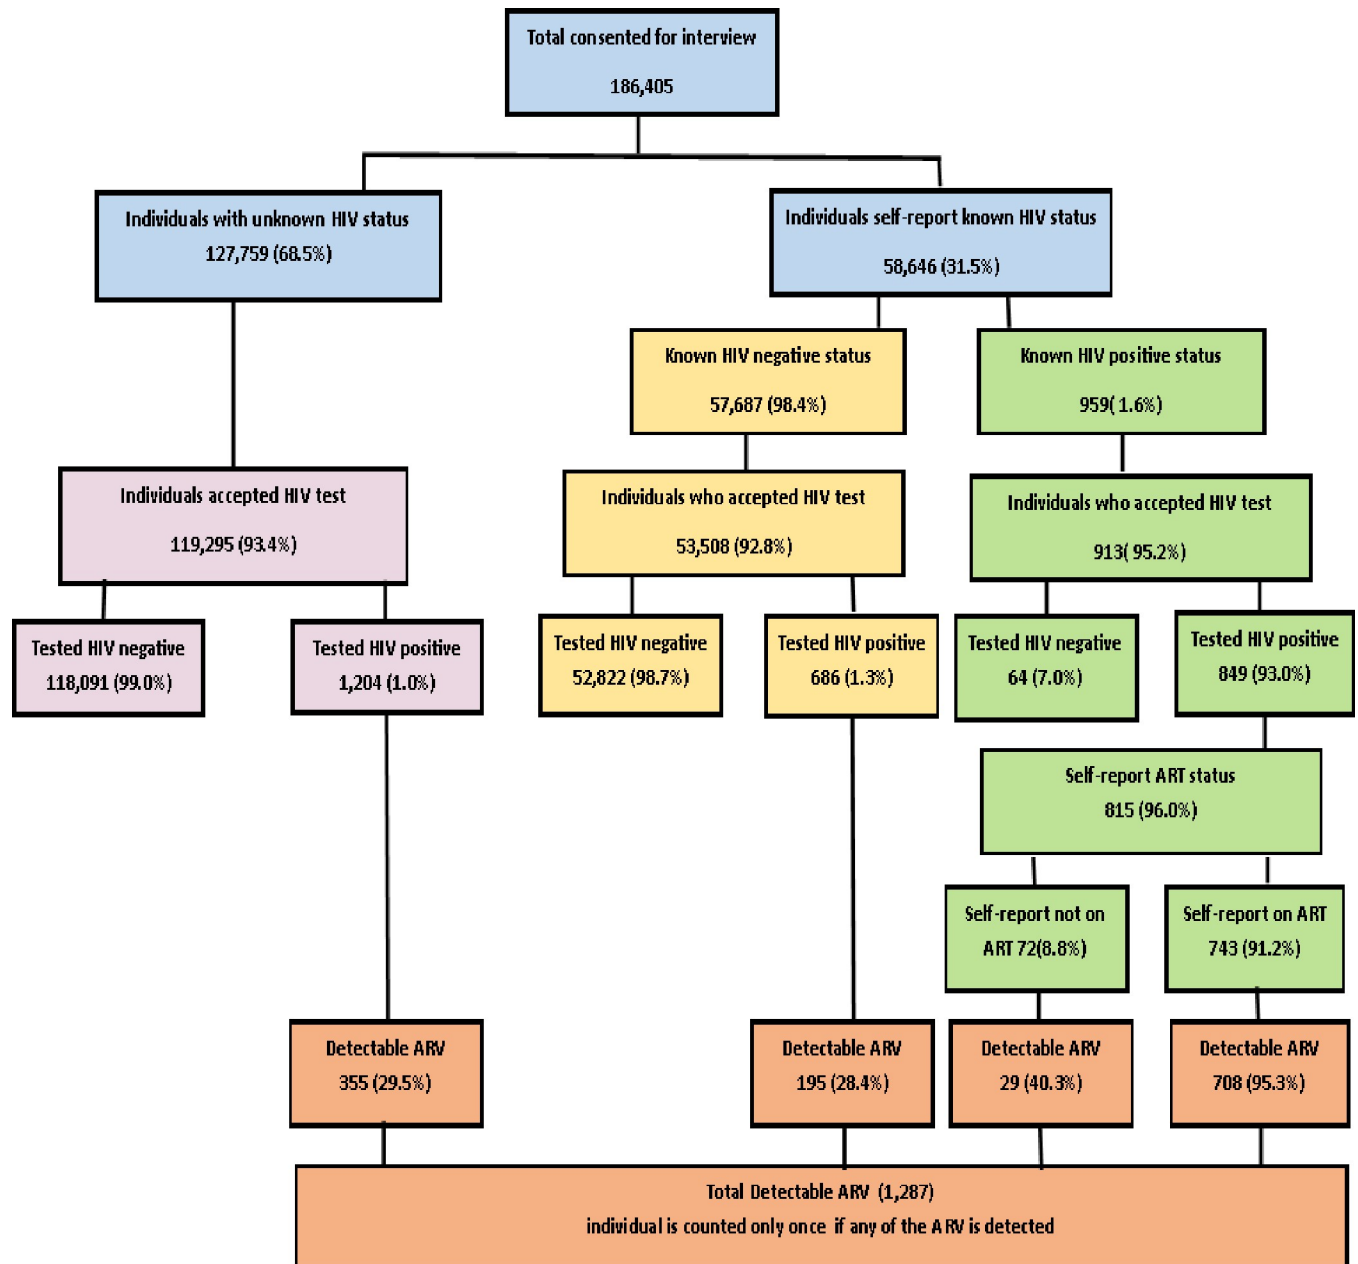 Total consented for interview
186,405
Individuals with unknown HIV status
127,759 (68.5%)
Individuals self-report known HIV status
58,646 (31.5%)
Known HIV negative status
57,687 (98.4%)
Known HIV positive status
959( 1.6%)
Individuals accepted HIV test
119,295 (93.4%)
Individuals who accepted HIV test
53,508 (92.8%)
Individuals who accepted HIV test
913( 95.2%)
Tested HIV negative
118,091 (99.0%)
Tested HIV positive
1,204 (1.0%)
Tested HIV negative
52,822 (98.7%)
Tested HIV positive
686 (1.3%)
Tested HIV negative
64 (7.0%)
Tested HIV positive
849 (93.0%)
Self-report ART status
815 (96.0%)
Self-report not on
ART 72(8.8%)
Self-report on ART
743 (91.2%)
Detectable ARV
355 (29.5%)
Detectable ARV
195 (28.4%)
Detectable ARV
29 (40.3%)
Detectable ARV
708 (95.3%)
Total Detectable ARV (1,287)
individual is counted only once if any of the ARV is detected